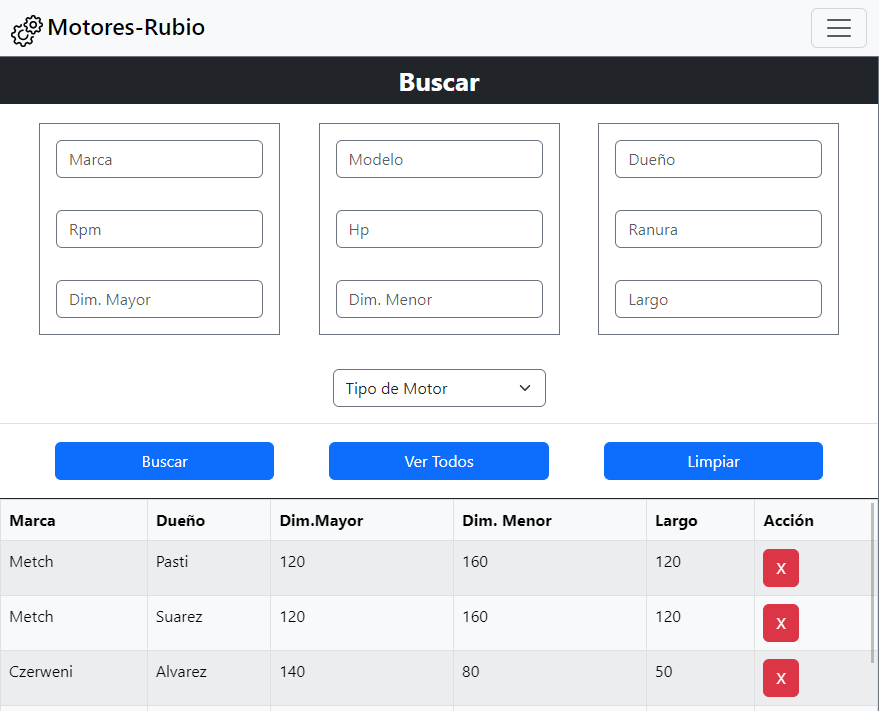 Motores-Rubio
Buscar
Marca Modelo Dueño
Rpm Hp Ranura
Dim. Mayor Dim. Menor Largo
Tipo de Motor
Buscar Ver Todos Limpiar
Marca Dueño Dim.Mayor Dim. Menor Largo Acción
Metch Pasti 120 160 120 X
Metch Suarez 120 160 120 X
Czerweni Alvarez 140 80 50 X